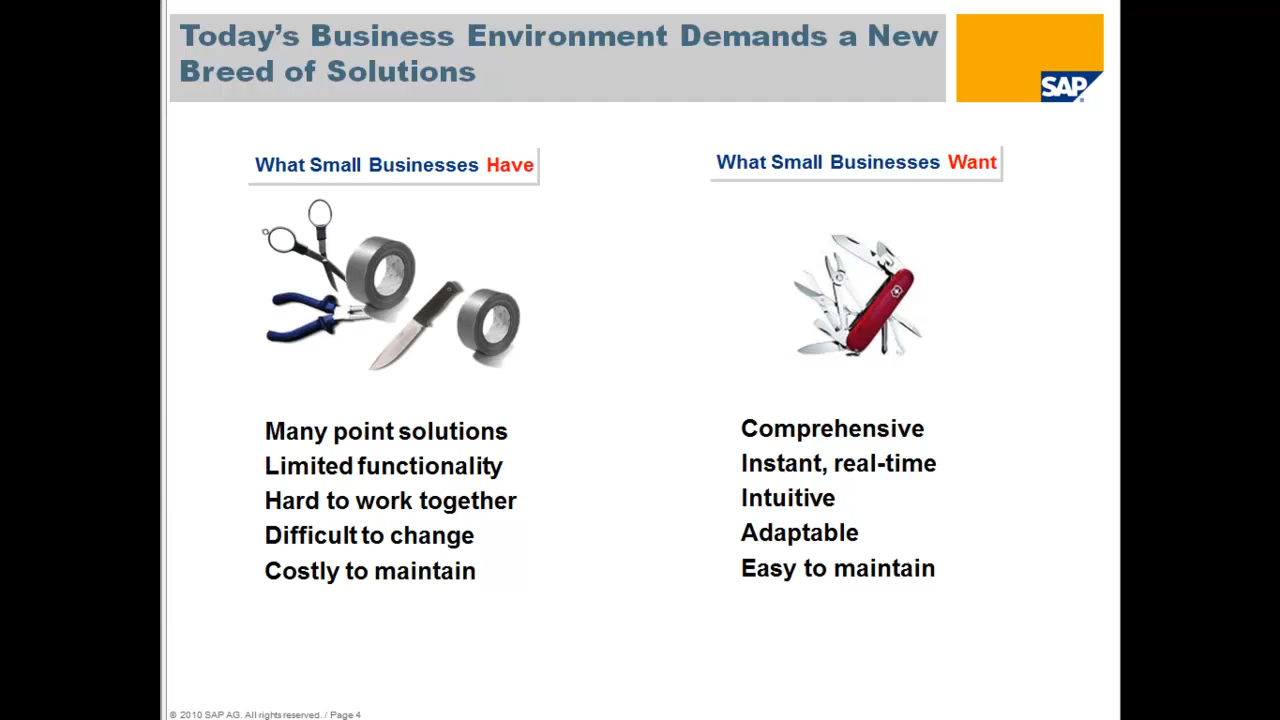 Today's Business Environment Demands a New
Breed of Solutions
SAP
What Small Businesses Have
Many point solutions
Limited functionality
Hard to work together
Difficult to change
Costly to maintain
What Small Businesses Want
Comprehensive
Instant, real-time
Intuitive
Adaptable
Easy to maintain
© 2010 SAP AG. All rights reserved. / Page 4